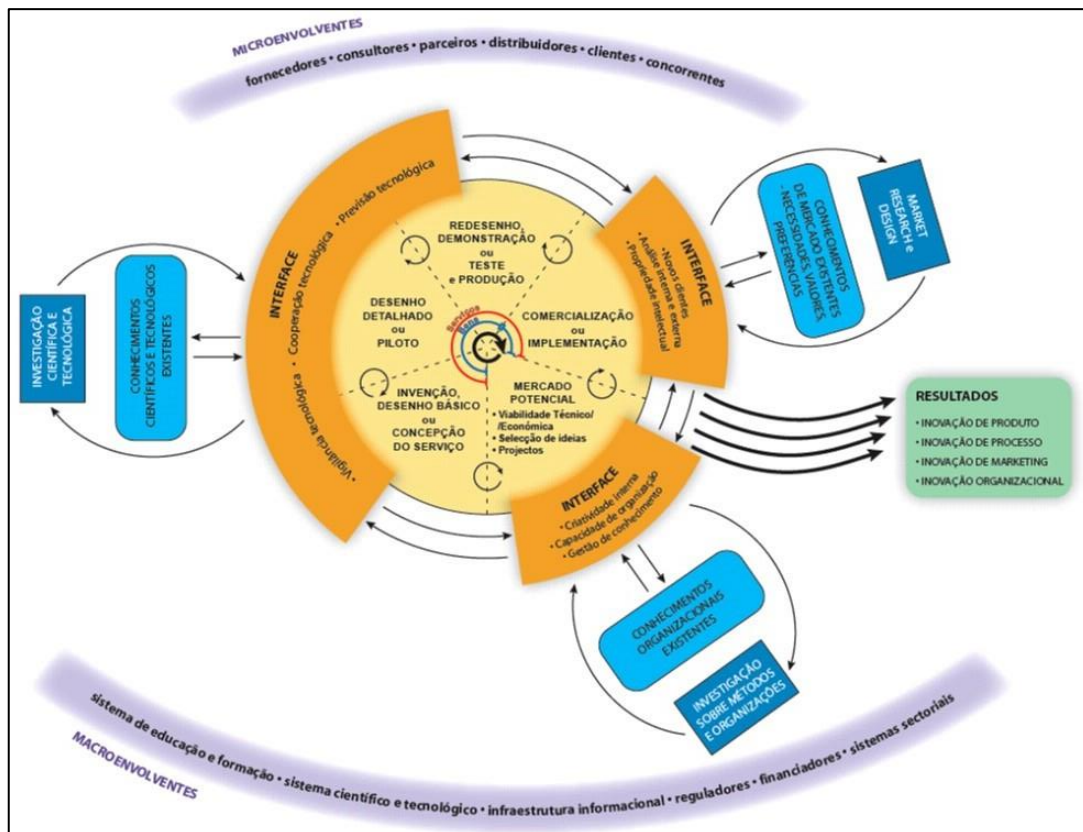 MICROENVOLVENTES
fornecedores • consultores • parceiros • distribuidores • clientes • concorrentes
INTERFACE
• Vigilância tecnológica • Cooperação tecnológica • Previsão tecnológica
INVESTIGAÇÃO
CIENTÍFICA E
TECNOLÓGICA
CONHECIMENTOS
CIENTÍFICOS E TECNOLÓGICOS
EXISTENTES
REDESENHO,
DEMONSTRAÇÃO
ou
TESTE
e PRODUÇÃO
DESENHO
DETALHADO
ou
PILOTO
Serviços
Bens
COMERCIALIZAÇÃO
ou
IMPLEMENTAÇÃO
INVENÇÃO,
DESENHO BÁSICO
ou
CONCEPÇÃO
DO SERVIÇO
MERCADO
POTENCIAL
• Viabilidade Técnico/
/Económica
• Selecção de ideias
• Projectos
INTERFACE
• Novos clientes
• Análise interna e externa
• Propriedade Intelectual
CONHECIMENTOS
DE MERCADO EXISTENTES
- NECESSIDADES, VALORES,
PREFERÊNCIAS
MARKET
RESEARCH e
DESIGN
RESULTADOS
• INOVAÇÃO DE PRODUTO
• INOVAÇÃO DE PROCESSO
• INOVAÇÃO DE MARKETING
• INOVAÇÃO ORGANIZACIONAL
INTERFACE
• Criatividade interna
• Capacidade de organização
• Gestão de conhecimento
CONHECIMENTOS
ORGANIZACIONAIS
EXISTENTES
INVESTIGAÇÃO
SOBRE MÉTODOS
E ORGANIZAÇÕES
sistema de educação e formação • sistema científico e tecnológico • infraestrutura informacional • reguladores • financiadores • sistemas sectoriais
MACROENVOLVENTES